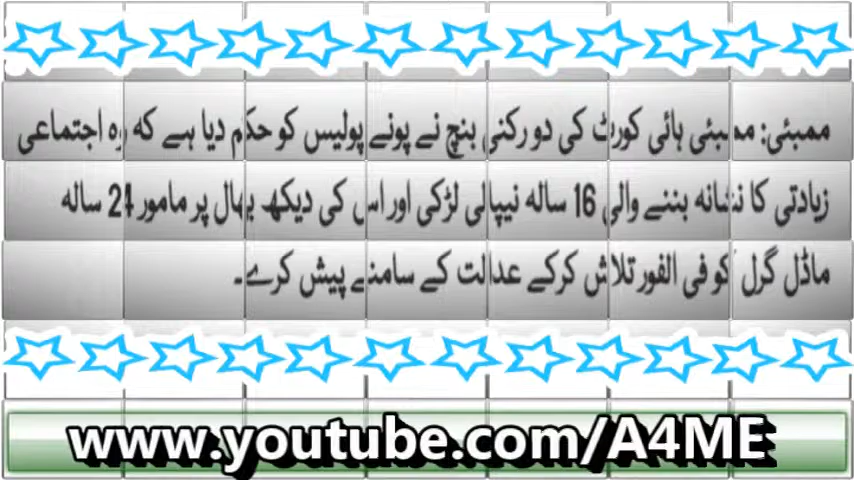 ممبئی: ممبئی ہائی کورٹ کی دو رکنی بنچ نے پونے پولیس کو حکم دیا ہے کہ وہ اجتماعی
زیادتی کا نشانہ بننے والی 16 سالہ نیپالی لڑکی اور اس کی دیکھ بھال پر مامور 24 سالہ
ماڈل گرل کو فی الفور تلاش کرکے عدالت کے سامنے پیش کرے۔
www.youtube.com/A4ME